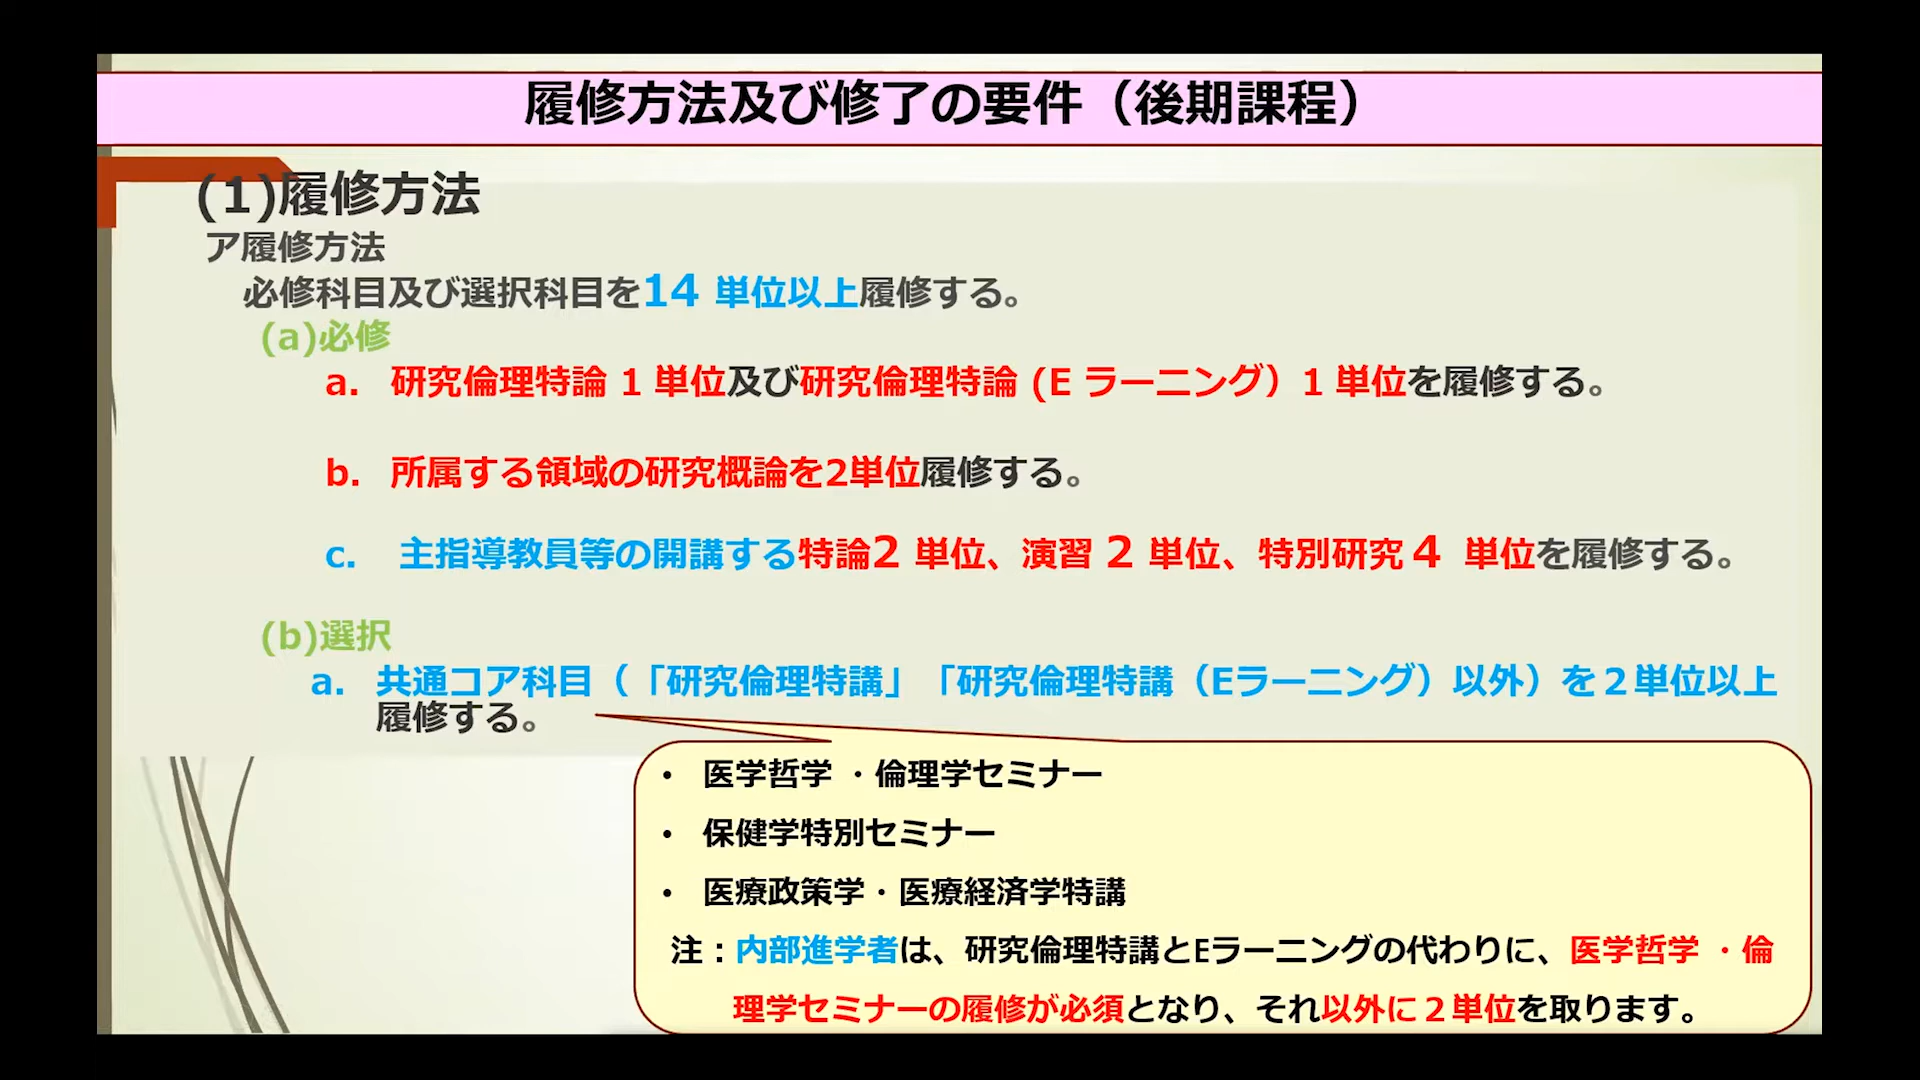 履修方法及び修了の要件（後期課程）
(1)履修方法
ア履修方法
必修科目及び選択科目を14 単位以上履修する。
(a)必修
a. 研究倫理特論 1 単位及び研究倫理特論 (E ラーニング）1 単位を履修する。
b. 所属する領域の研究概論を2単位履修する。
c. 主指導教員等の開講する特論2 単位、演習 2 単位、特別研究 4 単位を履修する。
(b)選択
a. 共通コア科目（「研究倫理特講」「研究倫理特講（Eラーニング）以外）を２単位以上
履修する。
• 医学哲学 ・倫理学セミナー
• 保健学特別セミナー
• 医療政策学・医療経済学特講
注：内部進学者は、研究倫理特講とEラーニングの代わりに、医学哲学 ・倫
理学セミナーの履修が必須となり、それ以外に２単位を取ります。